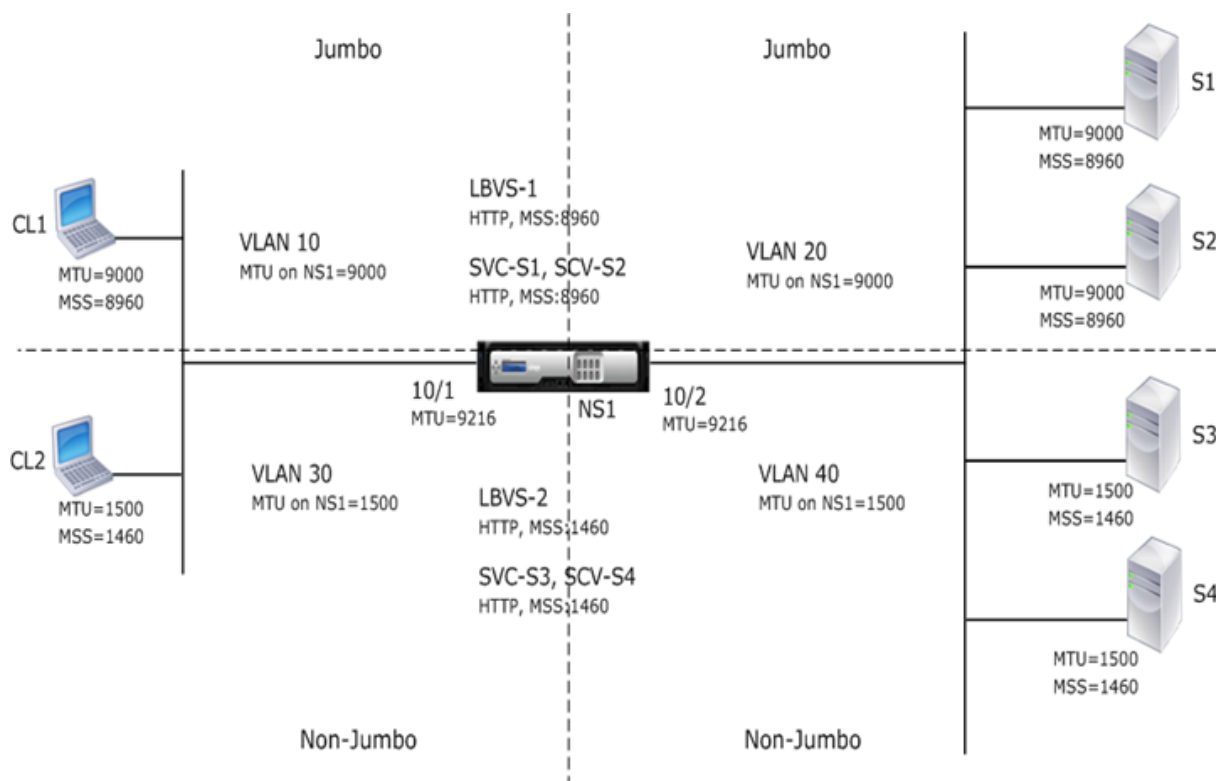 Jumbo
Jumbo
S1
MTU=9000
MSS=8960
LBVS-1
HTTP, MSS:8960
CL1
VLAN 10
MTU on NS1=9000
MTU=9000
MSS=8960
SVC-S1, SCV-S2
HTTP, MSS:8960
VLAN 20
MTU on NS1=9000
S2
MTU=9000
MSS=8960
10/1
MTU=9216
NS1
10/2
MTU=9216
CL2
MTU=1500
MSS=1460
VLAN 30
MTU on NS1=1500
LBVS-2
HTTP, MSS:1460
SVC-S3, SCV-S4
HTTP, MSS:1460
VLAN 40
MTU on NS1=1500
S3
MTU=1500
MSS=1460
S4
MTU=1500
MSS=1460
Non-Jumbo
Non-Jumbo